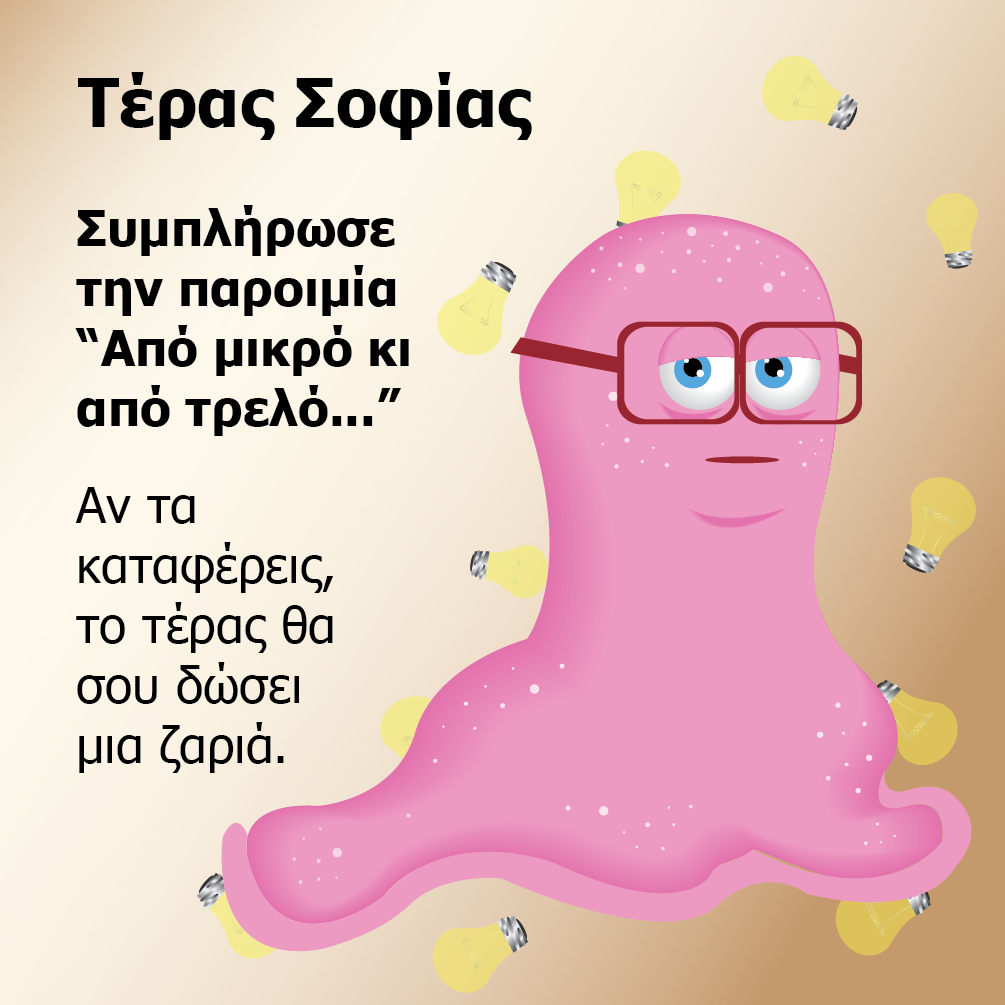 Τέρας Σοφίας
Συμπλήρωσε
την παροιμία
“Από μικρό κι
από τρελό...”
Αν τα
καταφέρεις,
το τέρας θα
σου δώσει
μια ζαριά.